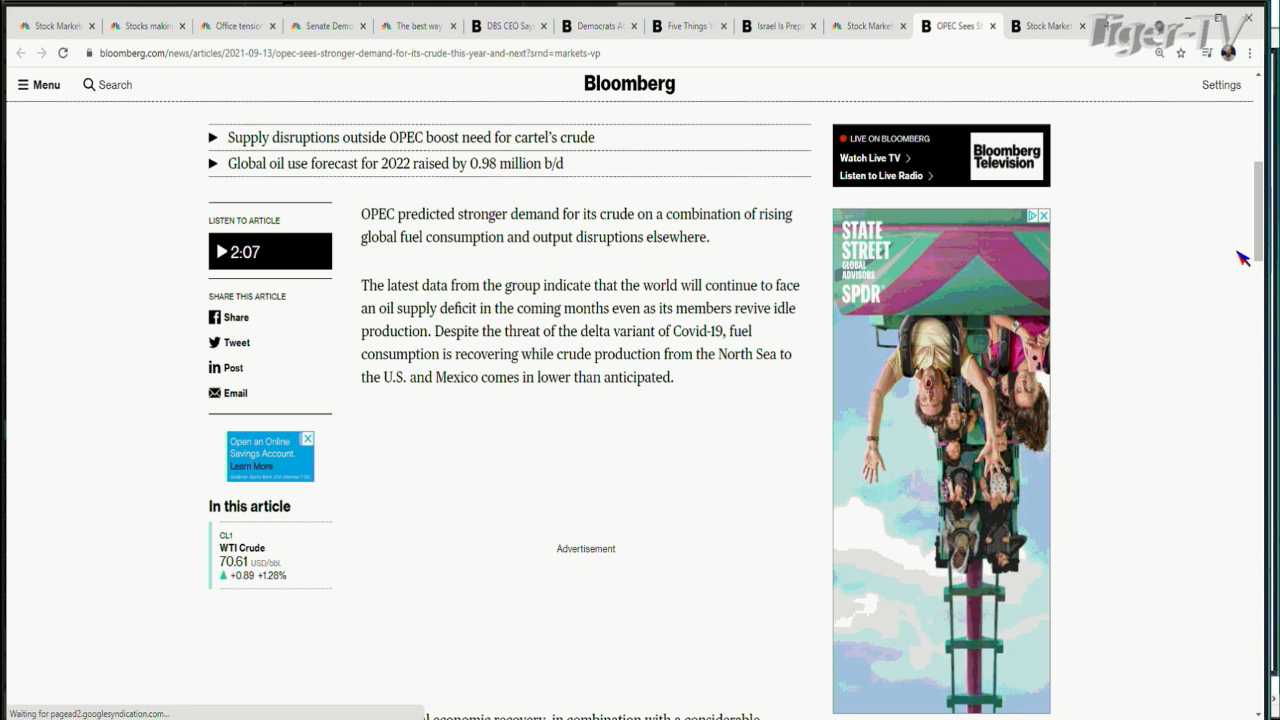 Stock Market
Stocks makin
Office tension
Senate Demo
The best way
DBS CEO Say
Democrats A
Five Things Y
Israel Is Prep
Stock Market
OPEC Sees St
Stock Market
Tiger-TV
bloomberg.com/news/articles/2021-09-13/opec-sees-stronger-demand-for-its-crude-this-year-and-next?srnd=markets-vp
Menu
Search
Bloomberg
Settings
Supply disruptions outside OPEC boost need for cartel's crude
Global oil use forecast for 2022 raised by 0.98 million b/d
LISTEN TO ARTICLE
2:07
SHARE THIS ARTICLE
Share
Tweet
Post
Email
Open an Online
Savings Account.
Learn More
In this article
CL1
WTI Crude
70.61 USD/bbl.
+0.89 +1.28%
OPEC predicted stronger demand for its crude on a combination of rising
global fuel consumption and output disruptions elsewhere.
The latest data from the group indicate that the world will continue to face
an oil supply deficit in the coming months even as its members revive idle
production. Despite the threat of the delta variant of Covid-19, fuel
consumption is recovering while crude production from the North Sea to
the U.S. and Mexico comes in lower than anticipated.
Advertisement
economic recovery, in combination with a considerable
LIVE ON BLOOMBERG
Watch Live TV
Listen to Live Radio
Bloomberg
Television
STATE
STREET
GLOBAL
ADVISORS
SPDR
Waiting for pagead2.googlesyndication.com...